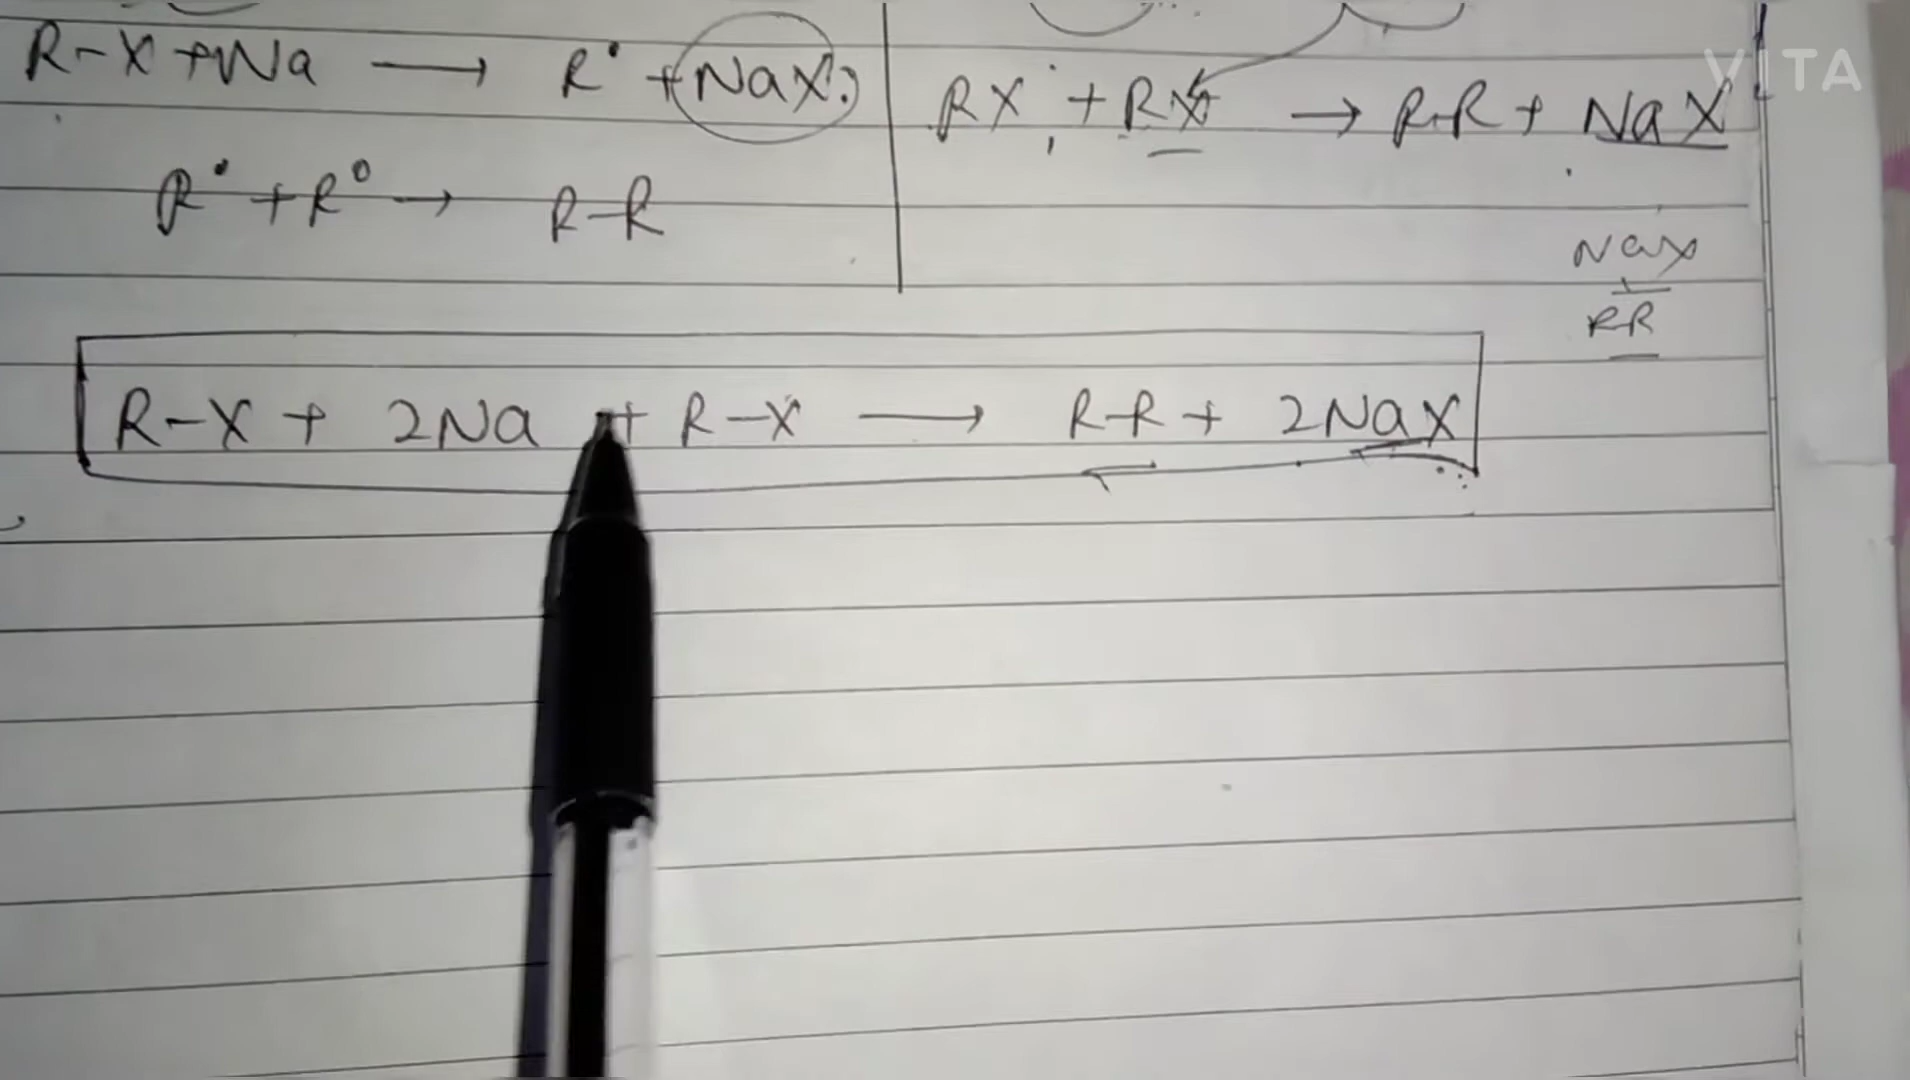 R-X + Na ⟶ R• + NaX:
R• + R• → R-R
RX + RX → R-R + NaX
NaX
RR
R-X + 2Na + R-X ⟶ R-R + 2NaX
VITA